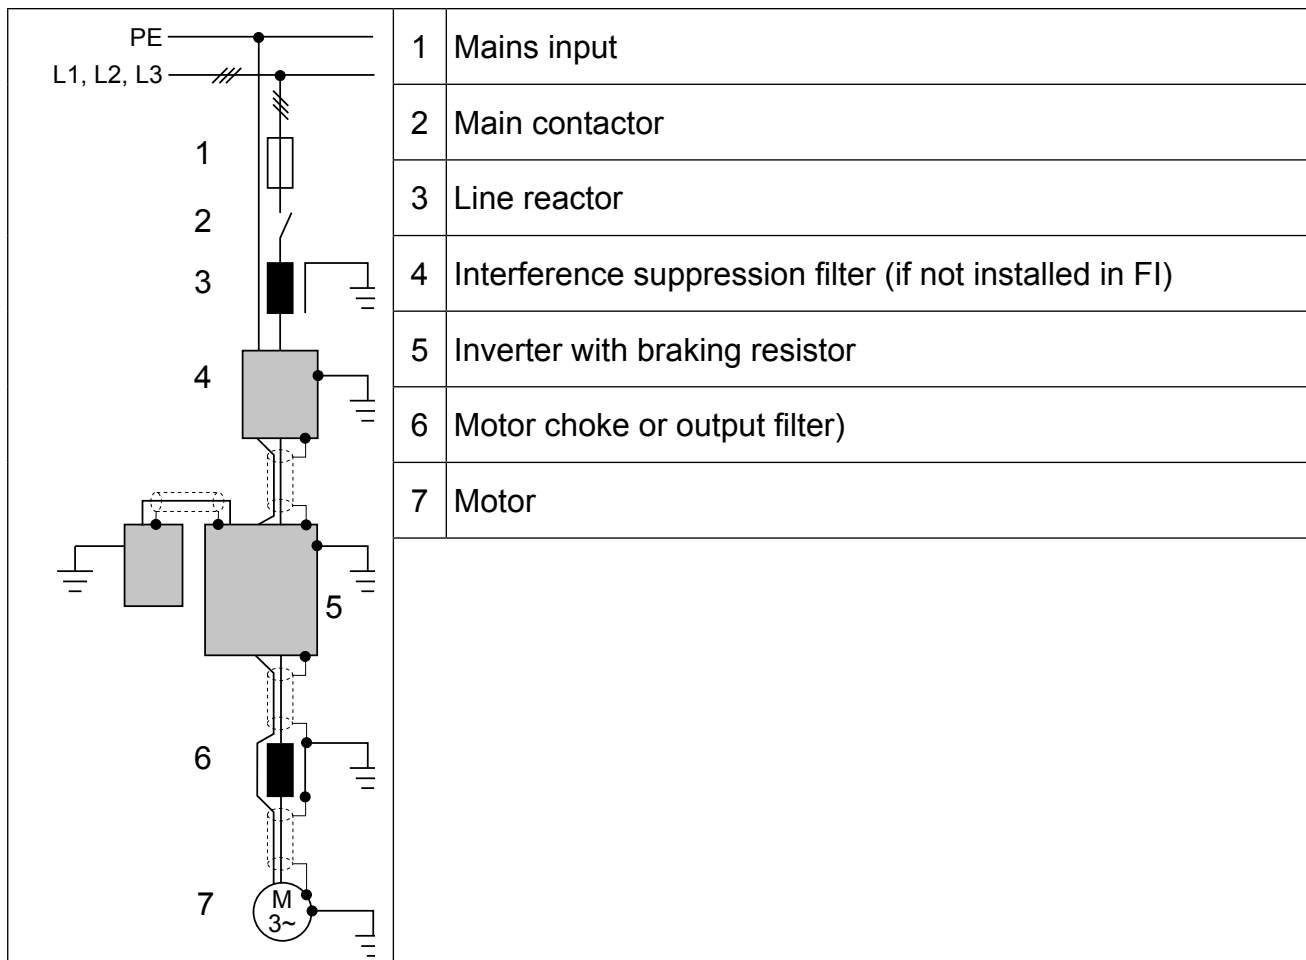 PE
L1, L2, L3
1
2
3
4
5
6
7
M
3~
1 Mains input
2 Main contactor
3 Line reactor
4 Interference suppression filter (if not installed in FI)
5 Inverter with braking resistor
6 Motor choke or output filter)
7 Motor